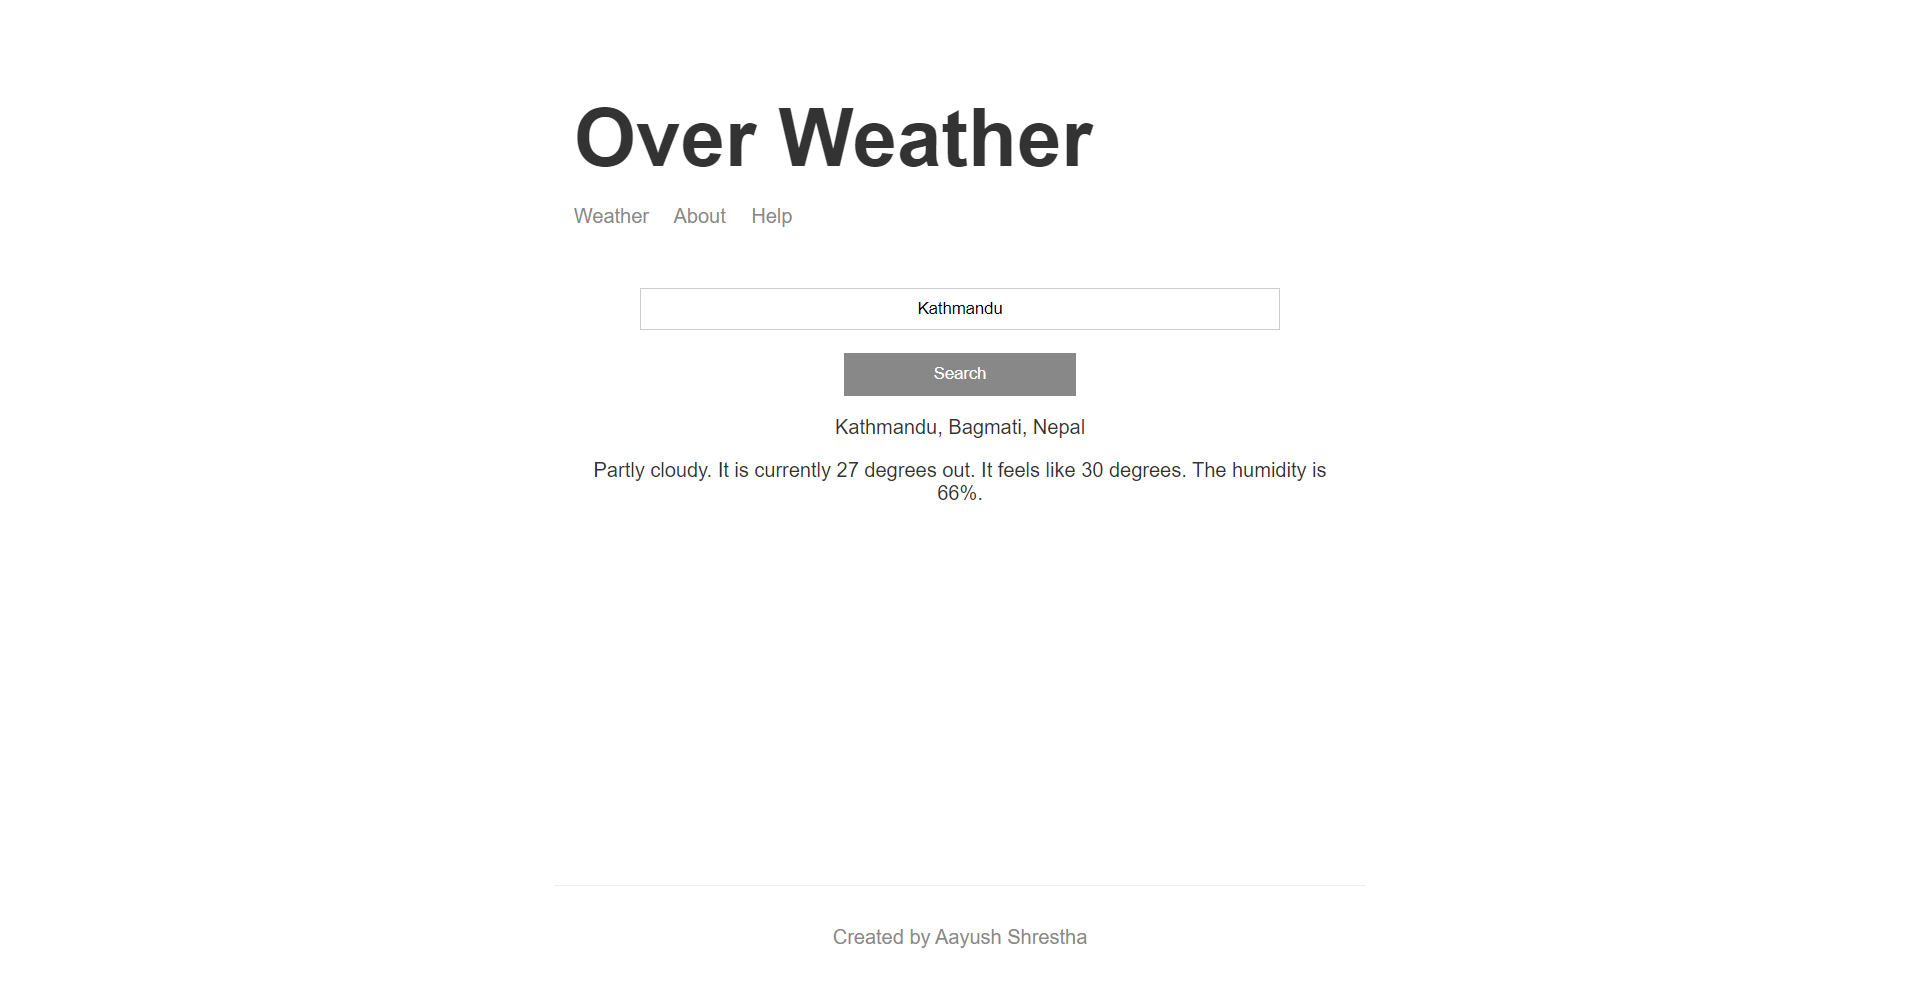 Over Weather
Weather About Help
Kathmandu
Search
Kathmandu, Bagmati, Nepal
Partly cloudy. It is currently 27 degrees out. It feels like 30 degrees. The humidity is
66%.
Created by Aayush Shrestha